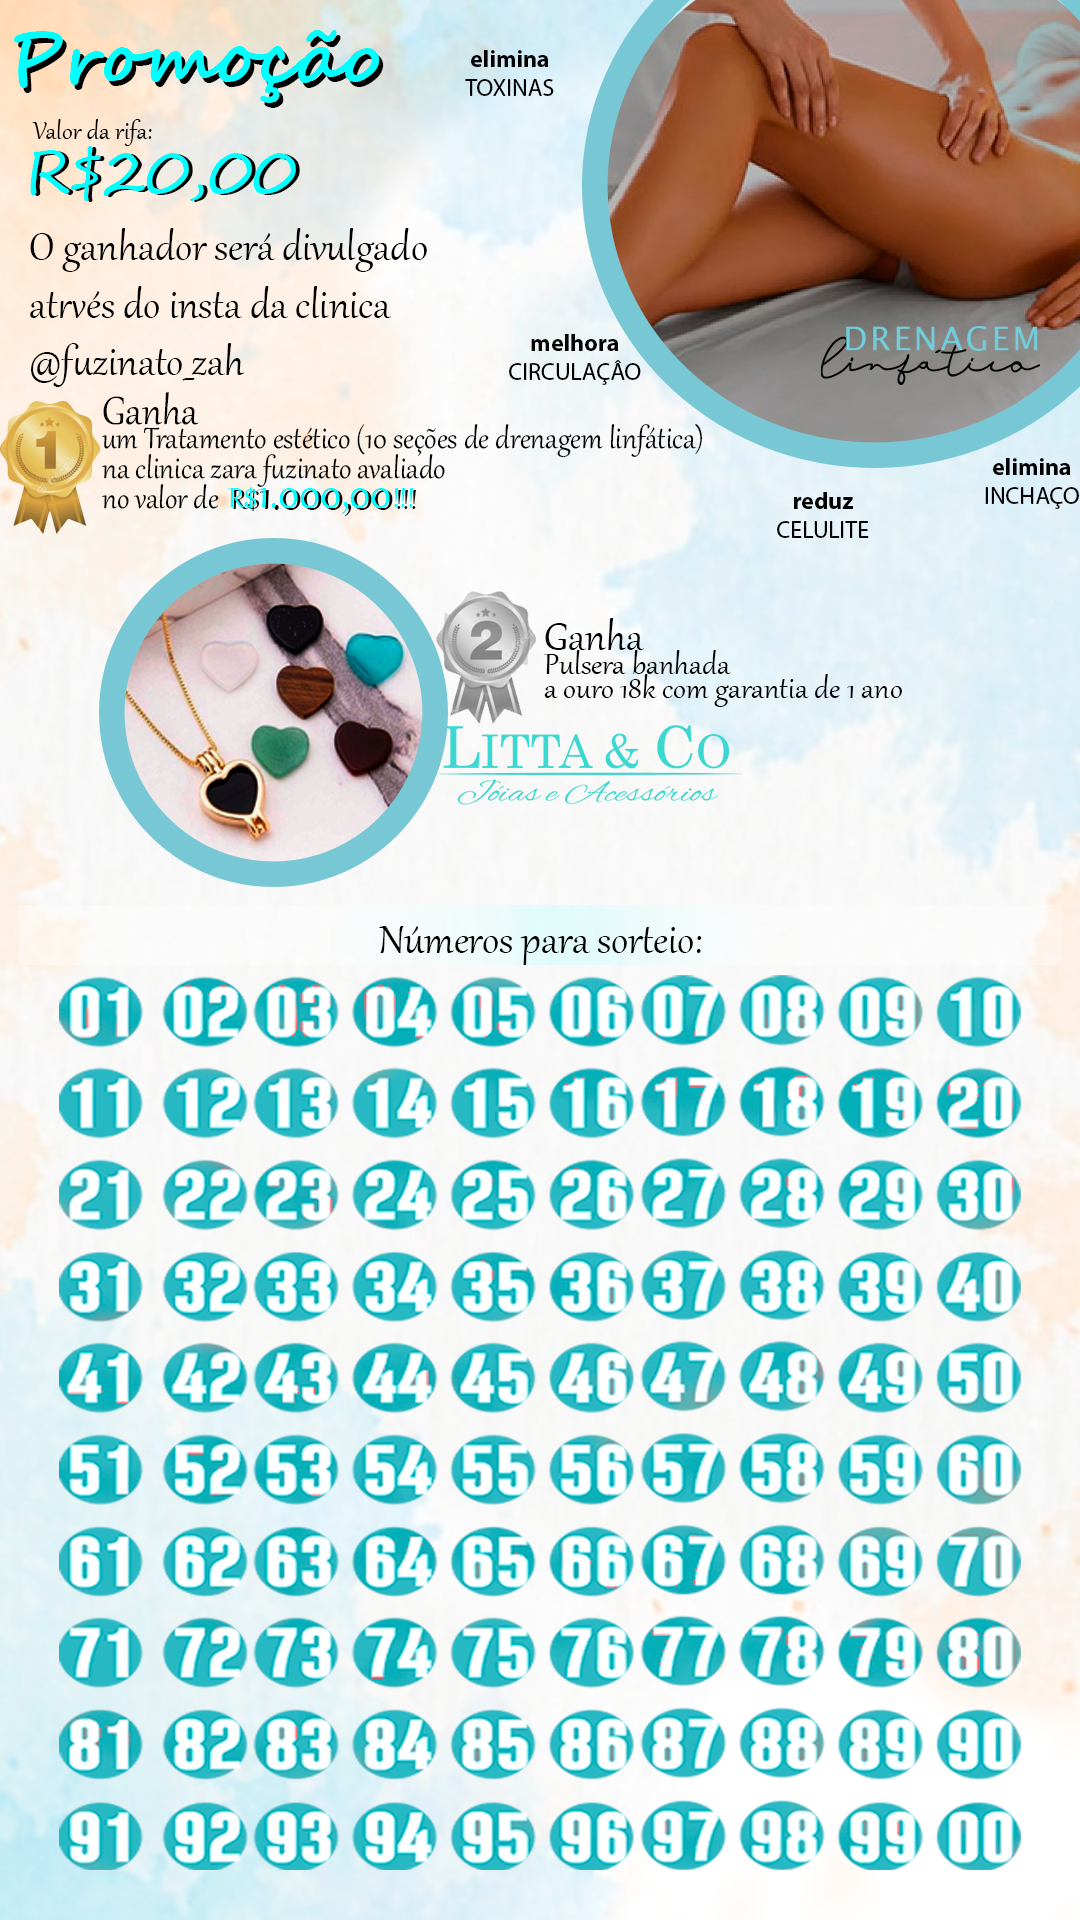 Promoção
Valor da rifa:
R$20,00
O ganhador será divulgado
atrvés do insta da clinica
@fuzinato_zah
elimina
TOXINAS
melhora
CIRCULAÇÂO
DRENAGEM
linfática
elimina
INCHAÇO
reduz
CELULITE
1
Ganha
um Tratamento estético (10 seções de drenagem linfática)
na clinica zara fuzinato avaliado
no valor de R$1.000,00!!!
2
Ganha
Pulsera banhada
a ouro 18k com garantia de 1 ano
LITTA & CO
Jóias e Acessórios
Números para sorteio:
01 02 03 04 05 06 07 08 09 10
11 12 13 14 15 16 17 18 19 20
21 22 23 24 25 26 27 28 29 30
31 32 33 34 35 36 37 38 39 40
41 42 43 44 45 46 47 48 49 50
51 52 53 54 55 56 57 58 59 60
61 62 63 64 65 66 67 68 69 70
71 72 73 74 75 76 77 78 79 80
81 82 83 84 85 86 87 88 89 90
91 92 93 94 95 96 97 98 99 00